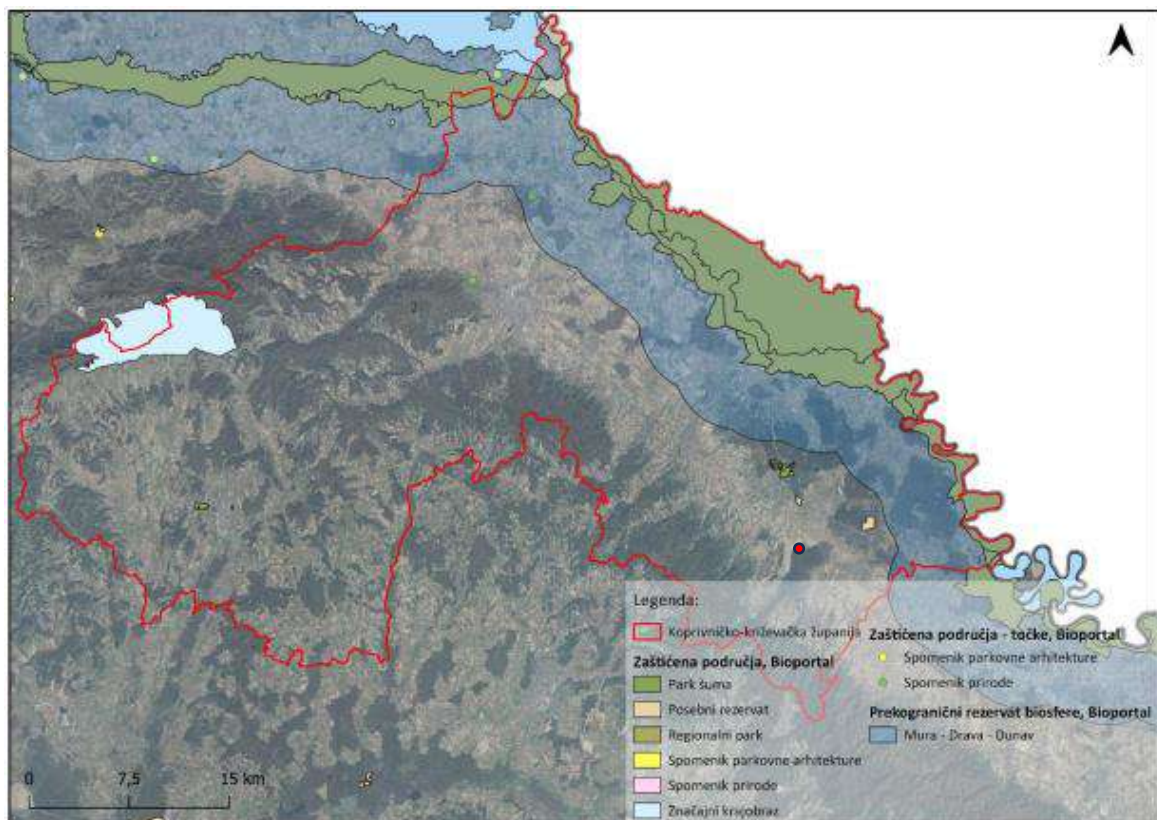 Legenda:
Koprivničko-križevačka županija
Zaštićena područja, Bioportal
Park šuma
Posebni rezervat
Regionalni park
Spomenik parkovne arhitekture
Spomenik prirode
Značajni krajobraz
Zaštićena područja - točke, Bioportal
Spomenik parkovne arhitekture
Spomenik prirode
Prekogranični rezervat biosfere, Bioportal
Mura - Drava - Dunav
0 7,5 15 km